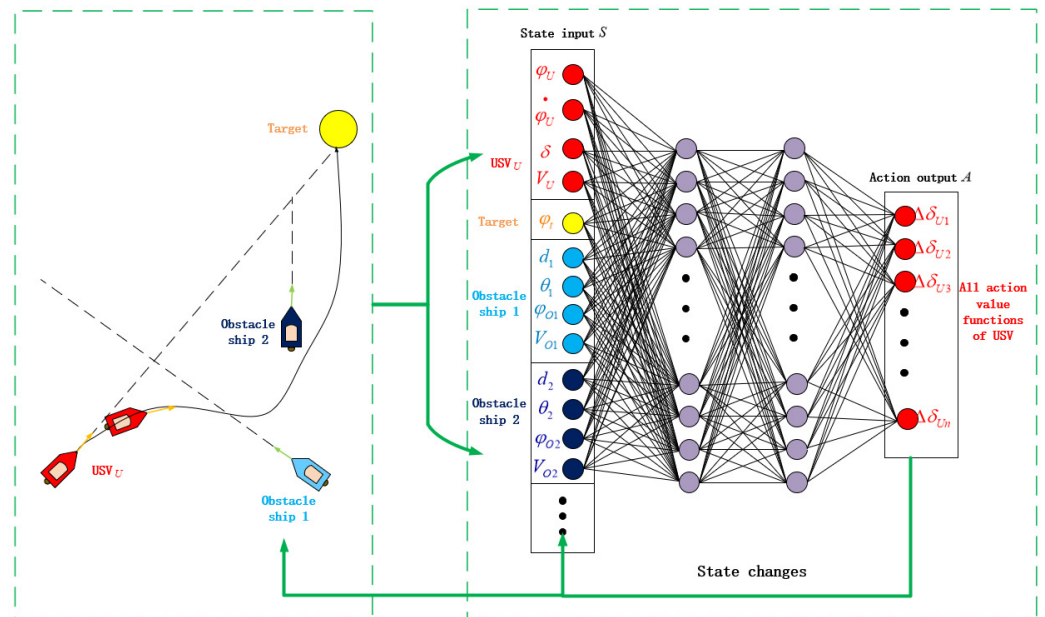 Target
Obstacle
ship 2
USV_U
Obstacle
ship 1
State input S
USV_U
φ_U
φ̇_U
δ
V_U
Target
φ_t
Obstacle
ship 1
d_1
θ_1
φ_O1
V_O1
Obstacle
ship 2
d_2
θ_2
φ_O2
V_O2
Action output A
Δδ_U1
Δδ_U2
Δδ_U3
Δδ_Un
All action
value
functions
of USV
State changes